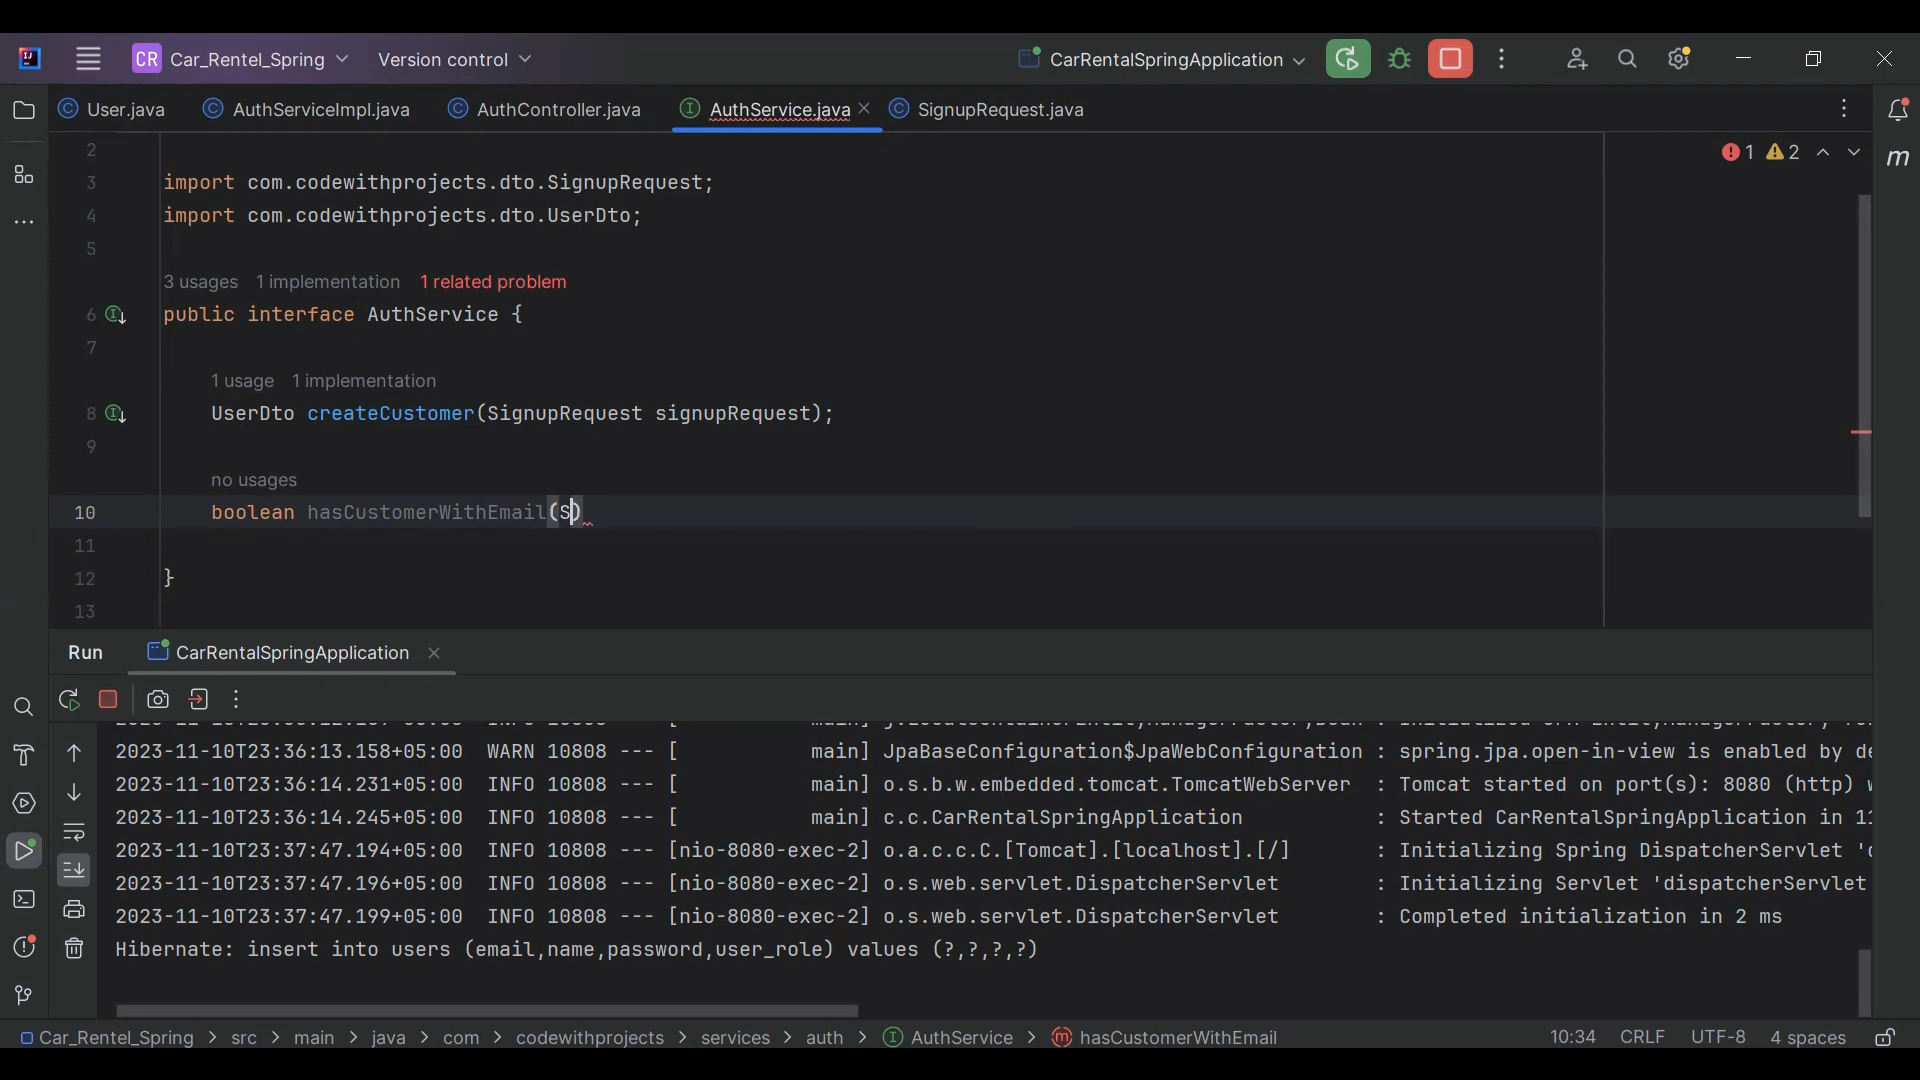 CR Car_Rentel_Spring Version control CarRentalSpringApplication
User.java AuthServiceImpl.java AuthController.java AuthService.java SignupRequest.java
2
1 2
3 import com.codewithprojects.dto.SignupRequest;
4 import com.codewithprojects.dto.UserDto;
5
3 usages 1 implementation 1 related problem
6 public interface AuthService {
7
1 usage 1 implementation
8 UserDto createCustomer(SignupRequest signupRequest);
9
no usages
10 boolean hasCustomerWithEmail(S)
11
12 }
13
Run CarRentalSpringApplication
2023-11-10T23:36:13.158+05:00 WARN 10808 --- [ main] JpaBaseConfiguration$JpaWebConfiguration : spring.jpa.open-in-view is enabled by de
2023-11-10T23:36:14.231+05:00 INFO 10808 --- [ main] o.s.b.w.embedded.tomcat.TomcatWebServer : Tomcat started on port(s): 8080 (http) w
2023-11-10T23:36:14.245+05:00 INFO 10808 --- [ main] c.c.CarRentalSpringApplication : Started CarRentalSpringApplication in 11
2023-11-10T23:37:47.194+05:00 INFO 10808 --- [nio-8080-exec-2] o.a.c.c.C.[Tomcat].[localhost].[/] : Initializing Spring DispatcherServlet 'd
2023-11-10T23:37:47.196+05:00 INFO 10808 --- [nio-8080-exec-2] o.s.web.servlet.DispatcherServlet : Initializing Servlet 'dispatcherServlet
2023-11-10T23:37:47.199+05:00 INFO 10808 --- [nio-8080-exec-2] o.s.web.servlet.DispatcherServlet : Completed initialization in 2 ms
Hibernate: insert into users (email,name,password,user_role) values (?,?,?,?)
Car_Rentel_Spring > src > main > java > com > codewithprojects > services > auth > AuthService > hasCustomerWithEmail 10:34 CRLF UTF-8 4 spaces